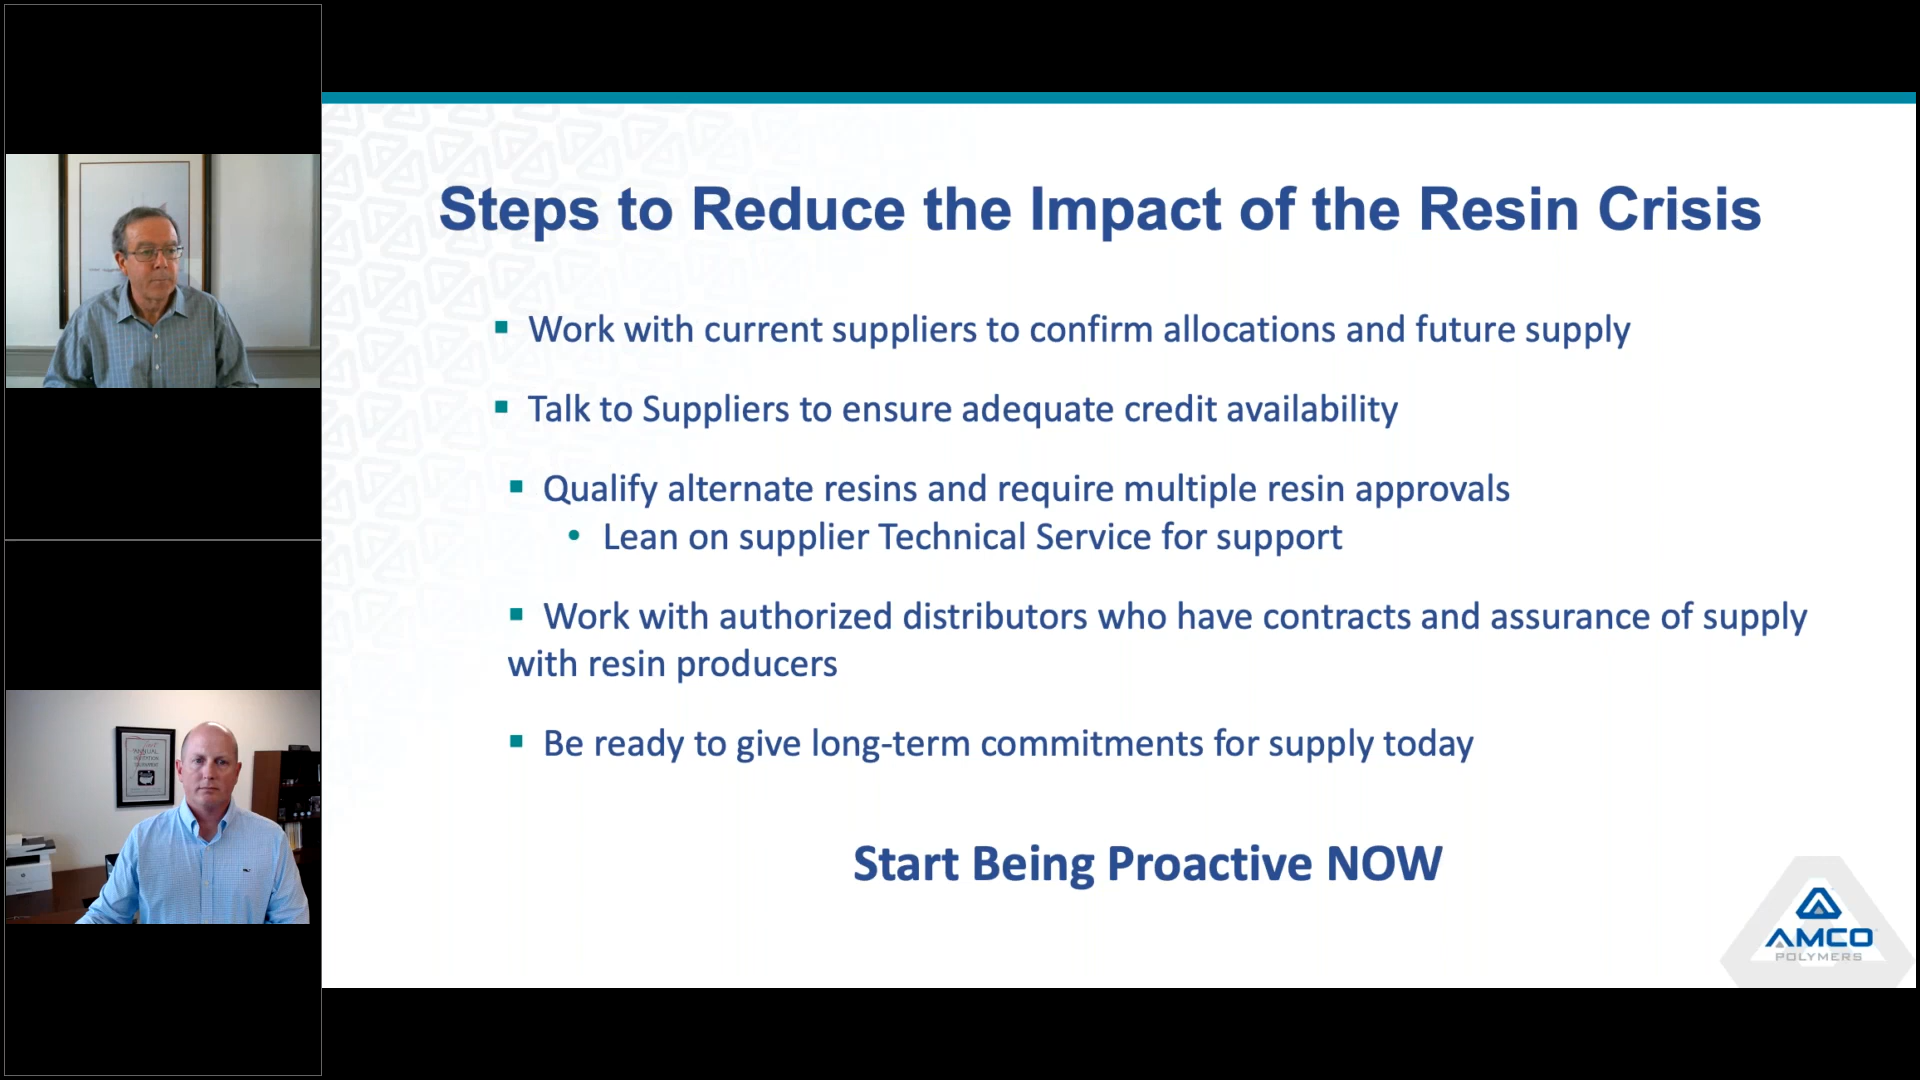 Steps to Reduce the Impact of the Resin Crisis
▪ Work with current suppliers to confirm allocations and future supply
▪ Talk to Suppliers to ensure adequate credit availability
▪ Qualify alternate resins and require multiple resin approvals
• Lean on supplier Technical Service for support
▪ Work with authorized distributors who have contracts and assurance of supply
with resin producers
▪ Be ready to give long-term commitments for supply today
Start Being Proactive NOW
AMCO
POLYMERS